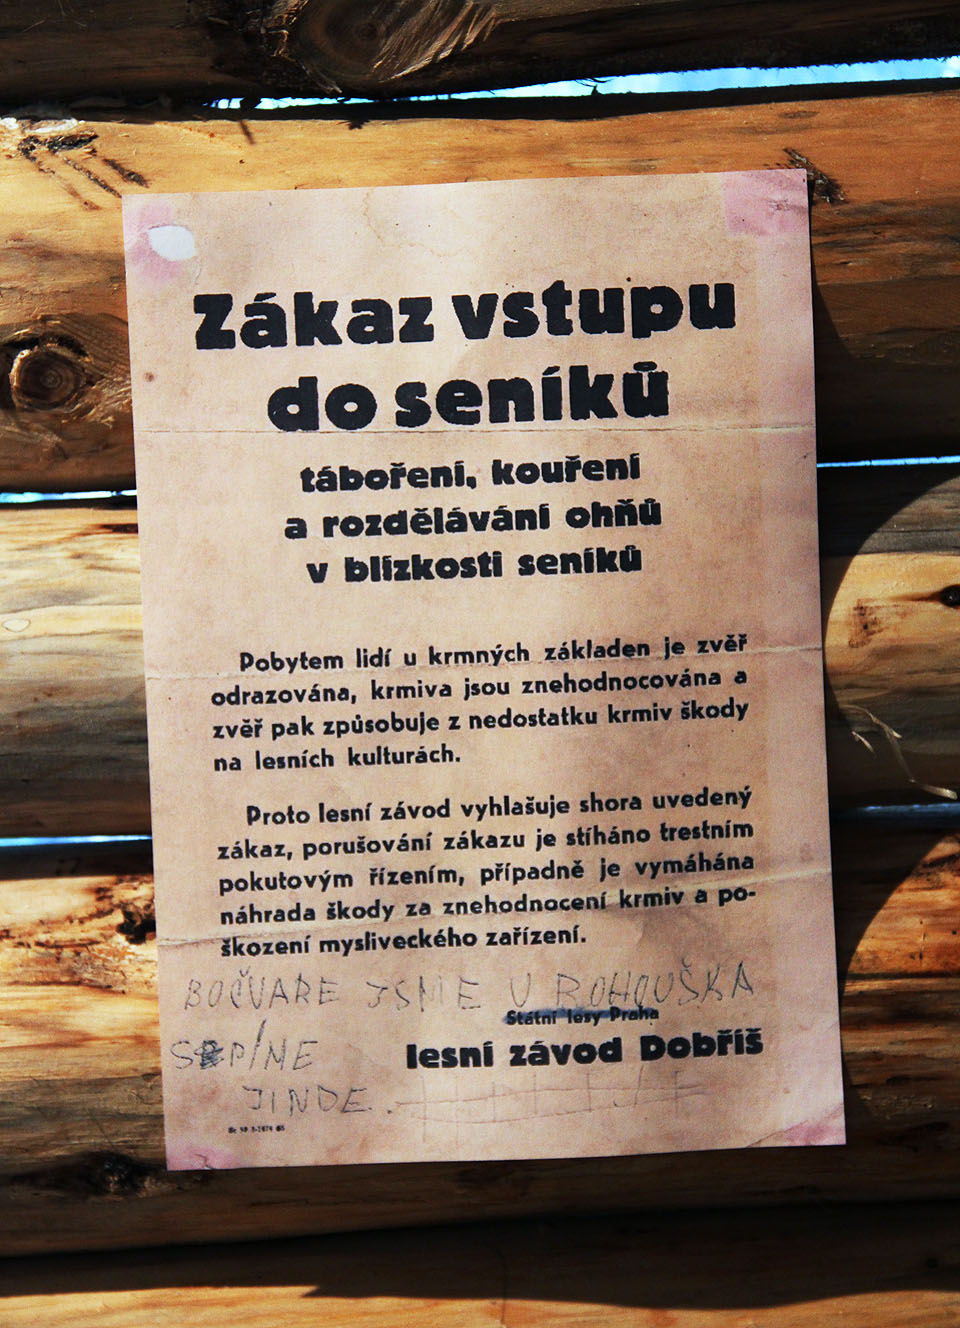 Zákaz vstupu
do seníků
táboření, kouření
a rozdělávání ohňů
v blízkosti seníků
Pobytem lidí u krmných základen je zvěř
odrazována, krmiva jsou znehodnocována a
zvěř pak způsobuje z nedostatku krmiv škody
na lesních kulturách.
Proto lesní závod vyhlašuje shora uvedený
zákaz, porušování zákazu je stíháno trestním
pokutovým řízením, případně je vymáhána
náhrada škody za znehodnocení krmiv a po-
škození mysliveckého zařízení.
BOČVAŘE JSME U ROHOUŠKA
Státní lesy Praha
lesní závod Dobříš
JINDE.